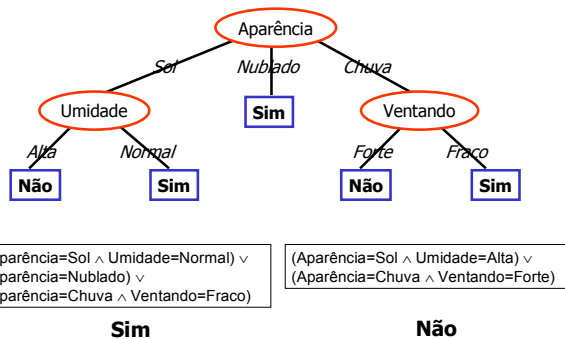 Aparência
Sol Nublado Chuva
Umidade Sim Ventando
Alta Normal Forte Fraco
Não Sim Não Sim
parência=Sol ∧ Umidade=Normal) ∨
parência=Nublado) ∨
parência=Chuva ∧ Ventando=Fraco)
(Aparência=Sol ∧ Umidade=Alta) ∨
(Aparência=Chuva ∧ Ventando=Forte)
Sim Não